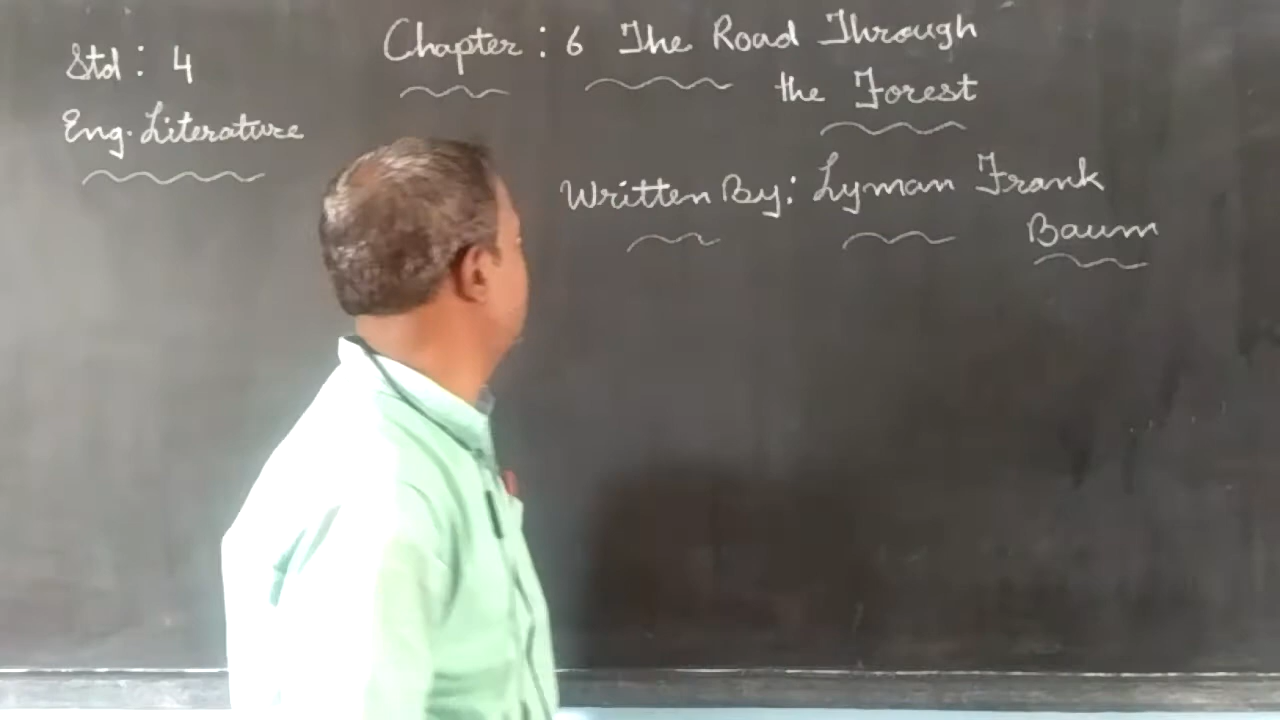 Std: 4
Eng. Literature
Chapter: 6 The Road Through
the Forest
Written By: Lyman Frank
Baum